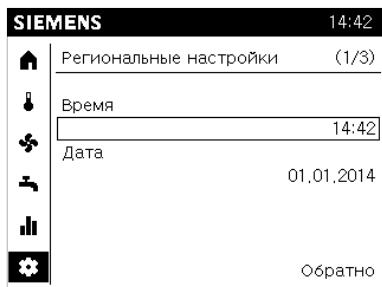 SIEMENS 14:42
Региональные настройки (1/3)
Время
14:42
Дата
01.01.2014
Обратно